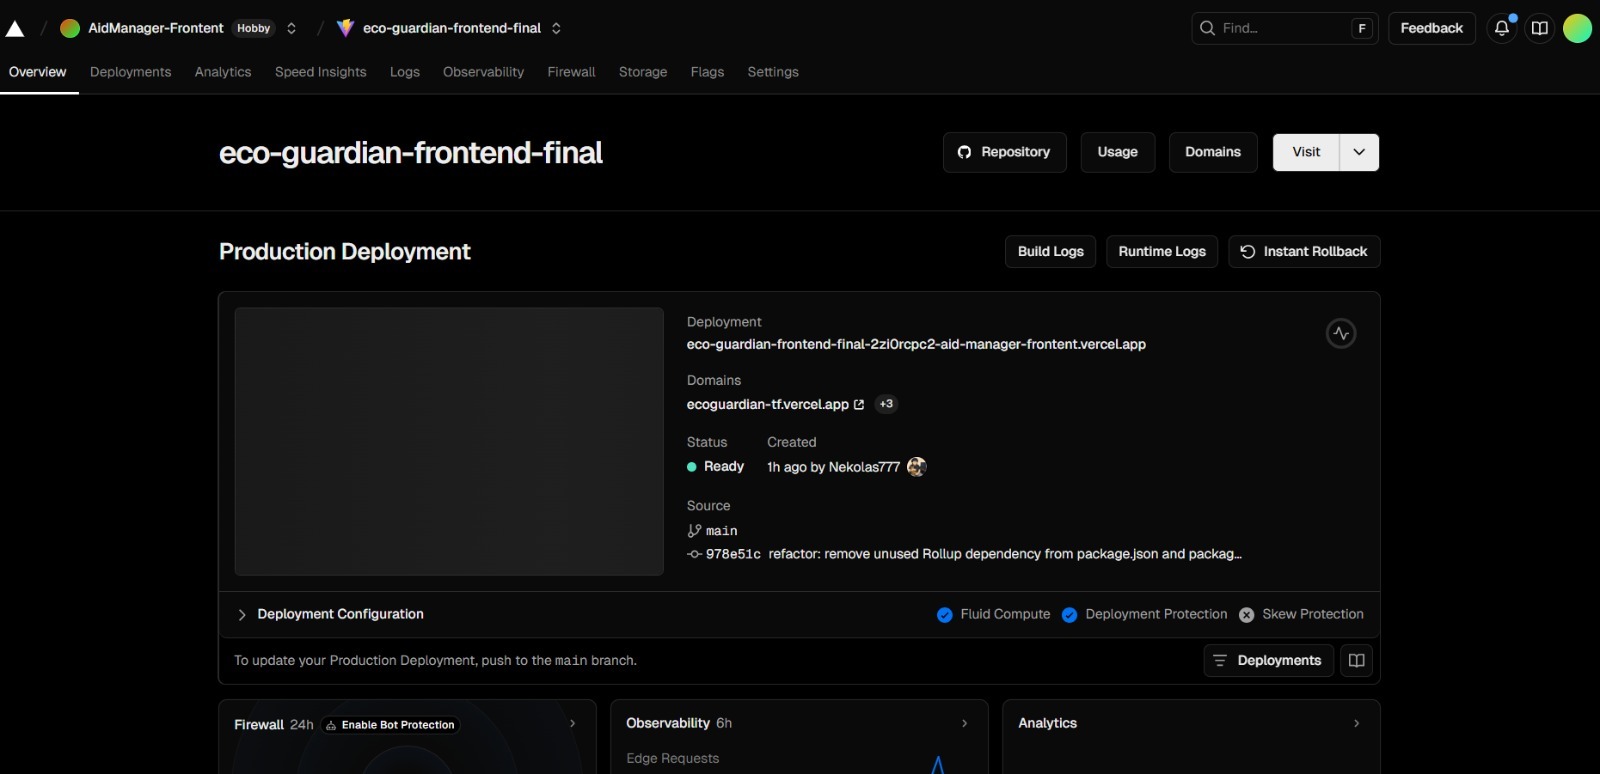 AidManager-Frontent Hobby eco-guardian-frontend-final Find... F Feedback
Overview Deployments Analytics Speed Insights Logs Observability Firewall Storage Flags Settings
eco-guardian-frontend-final Repository Usage Domains Visit
Production Deployment Build Logs Runtime Logs Instant Rollback
Deployment
eco-guardian-frontend-final-2zi0rcpc2-aid-manager-frontent.vercel.app
Domains
ecoguardian-tf.vercel.app +3
Status Created
Ready 1h ago by Nekolas777
Source
main
978e51c refactor: remove unused Rollup dependency from package.json and packag...
Deployment Configuration Fluid Compute Deployment Protection Skew Protection
To update your Production Deployment, push to the main branch. Deployments
Firewall 24h Enable Bot Protection Observability 6h Analytics
Edge Requests